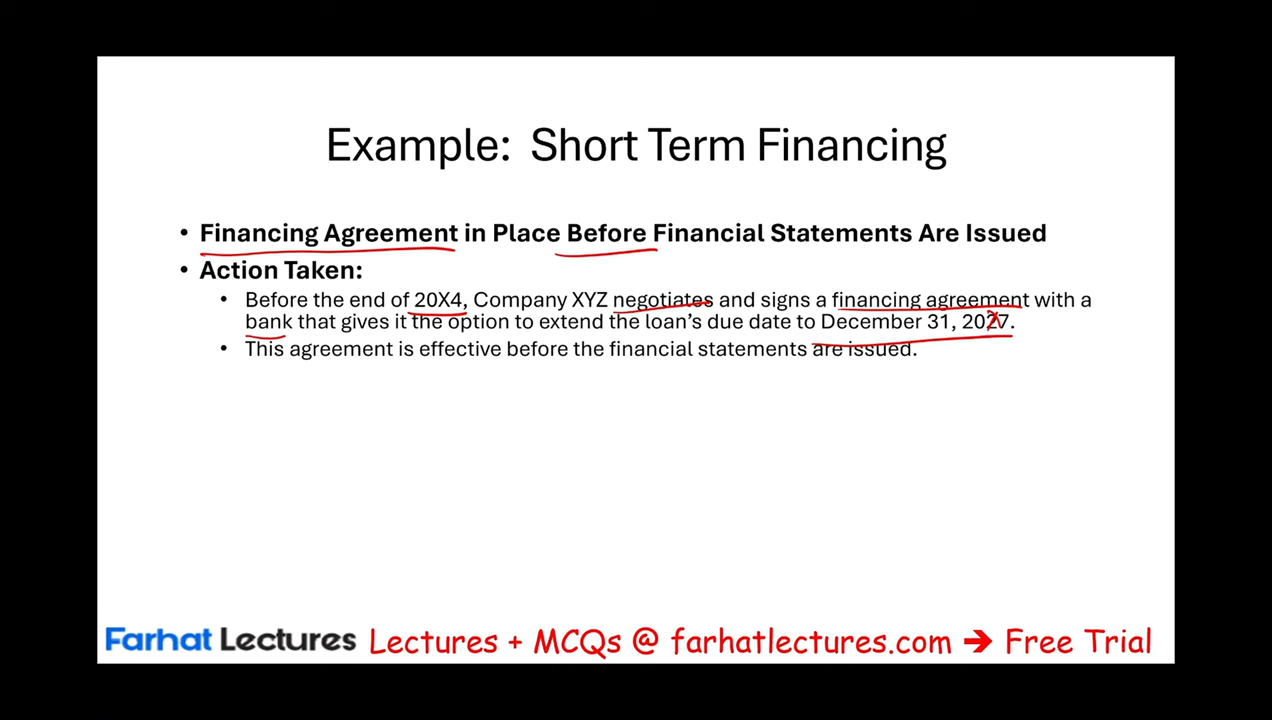 Example: Short Term Financing
• Financing Agreement in Place Before Financial Statements Are Issued
• Action Taken:
• Before the end of 20X4, Company XYZ negotiates and signs a financing agreement with a
bank that gives it the option to extend the loan's due date to December 31, 20X7.
• This agreement is effective before the financial statements are issued.
Farhat Lectures Lectures + MCQs @ farhatlectures.com ➔ Free Trial